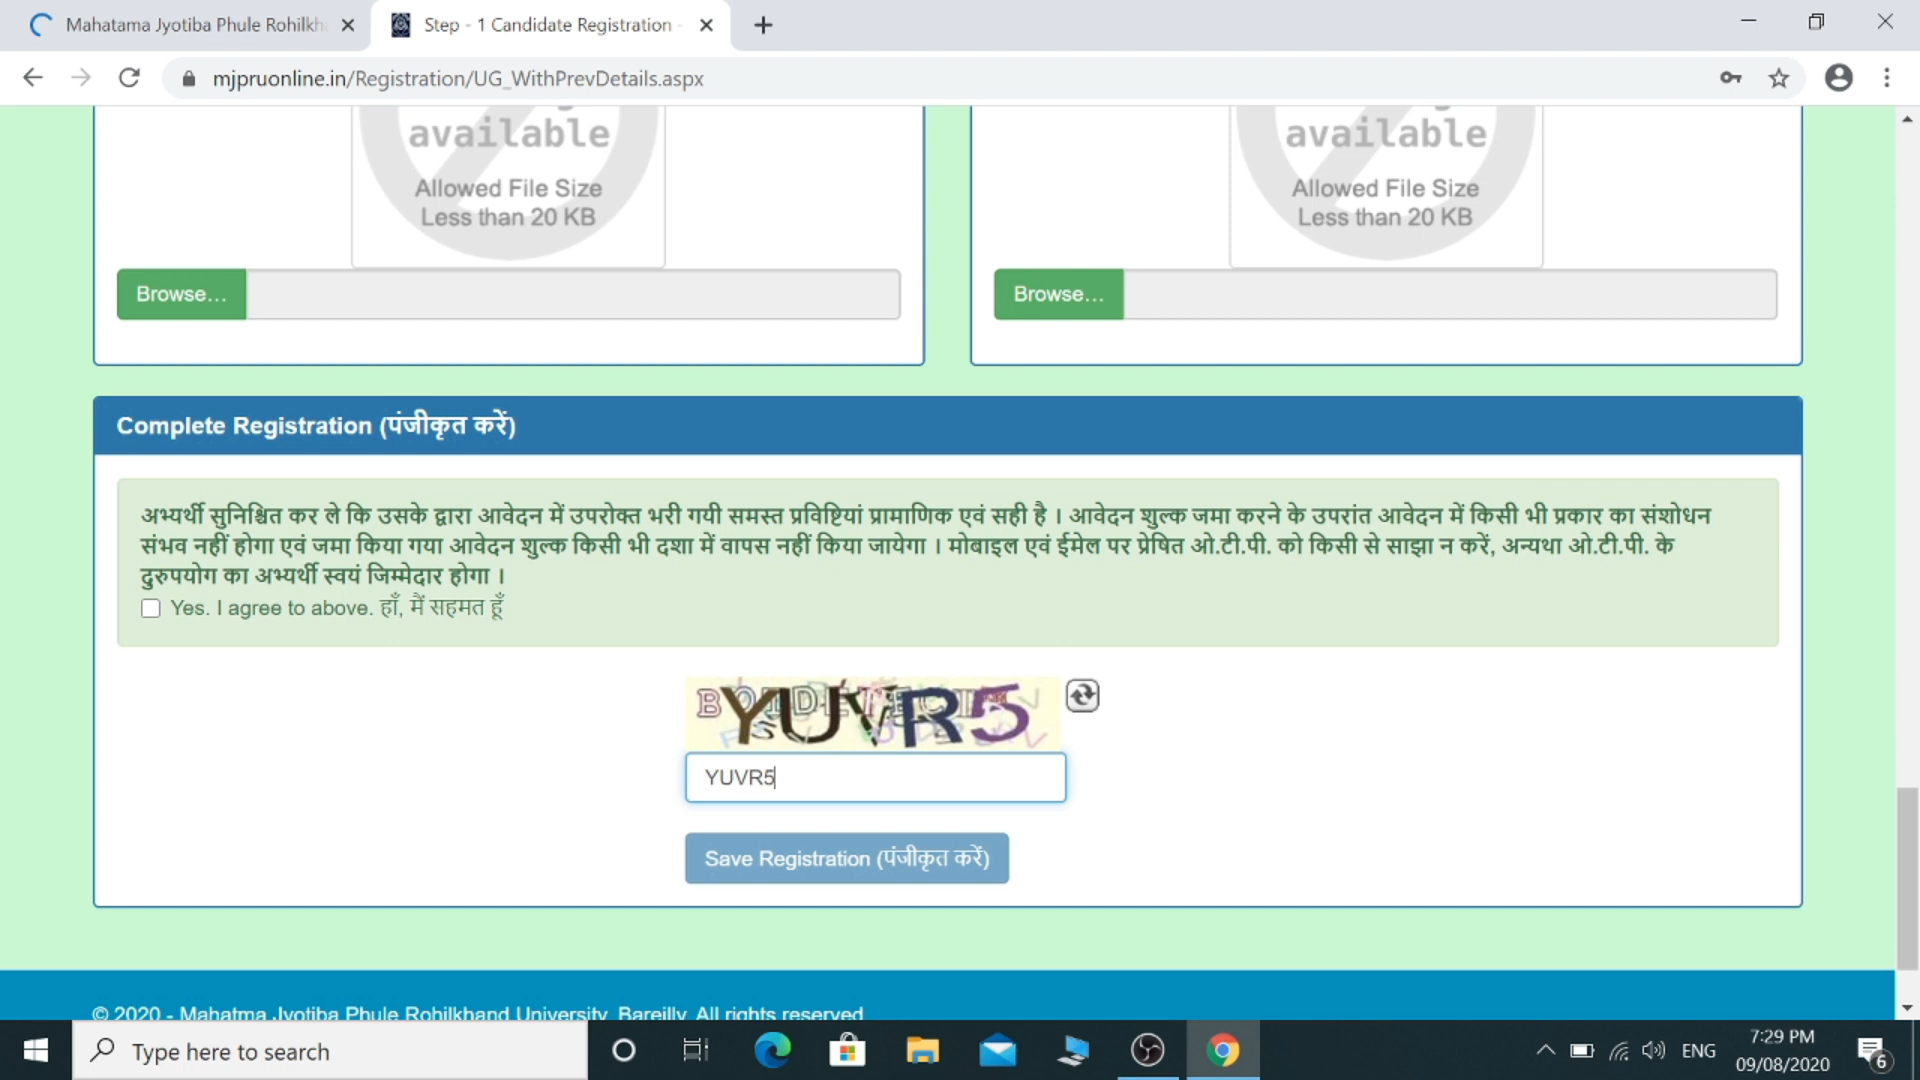 Mahatama Jyotiba Phule Rohilkh
Step - 1 Candidate Registration -
mjpruonline.in/Registration/UG_WithPrevDetails.aspx
available
Allowed File Size
Less than 20 KB
Browse…
available
Allowed File Size
Less than 20 KB
Browse…
Complete Registration (पंजीकृत करें)
अभ्यर्थी सुनिश्चित कर ले कि उसके द्वारा आवेदन में उपरोक्त भरी गयी समस्त प्रविष्टियां प्रामाणिक एवं सही है । आवेदन शुल्क जमा करने के उपरांत आवेदन में किसी भी प्रकार का संशोधन
संभव नहीं होगा एवं जमा किया गया आवेदन शुल्क किसी भी दशा में वापस नहीं किया जायेगा । मोबाइल एवं ईमेल पर प्रेषित ओ.टी.पी. को किसी से साझा न करें, अन्यथा ओ.टी.पी. के
दुरुपयोग का अभ्यर्थी स्वयं जिम्मेदार होगा ।
Yes. I agree to above. हाँ, मैं सहमत हूँ
YUVR5
YUVR5
Save Registration (पंजीकृत करें)
© 2020 - Mahatma Jyotiba Phule Rohilkhand University, Bareilly. All rights reserved
Type here to search
ENG
7:29 PM
09/08/2020
6